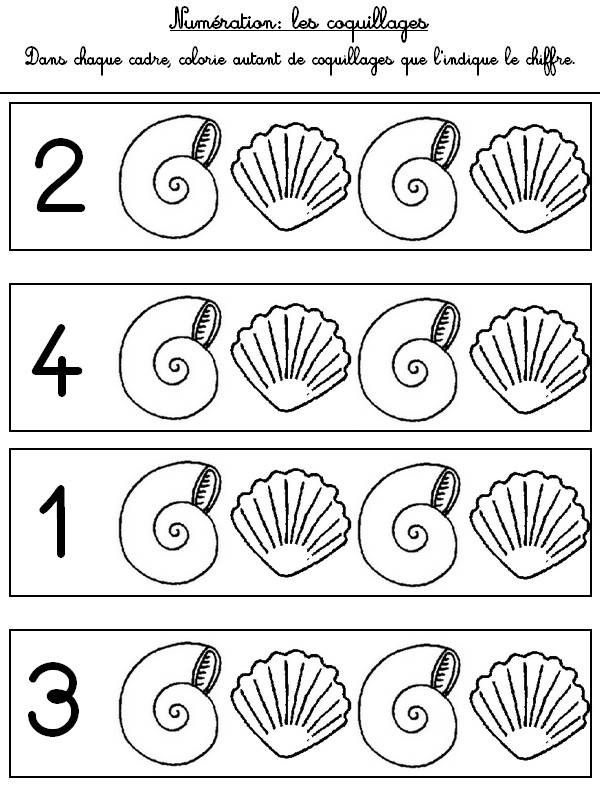 Numération: les coquillages
Dans chaque cadre, colorie autant de coquillages que l'indique le chiffre.
2
4
1
3